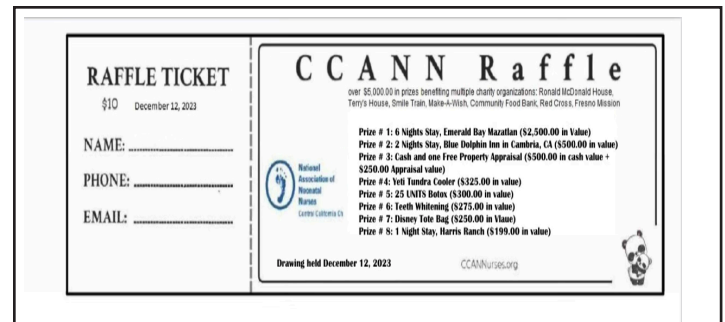 RAFFLE TICKET
$10 December 12, 2023
NAME:
PHONE:
EMAIL:
CCANN Raffle
over $5,000.00 in prizes benefiting multiple charity organizations: Ronald McDonald House,
Terry's House, Smile Train, Make-A-Wish, Community Food Bank, Red Cross, Fresno Mission
Prize # 1: 6 Nights Stay, Emerald Bay Mazatlan ($2,500.00 in Value)
Prize # 2: 2 Nights Stay, Blue Dolphin Inn in Cambria, CA ($500.00 in value)
Prize # 3: Cash and one Free Property Appraisal ($500.00 in cash value +
$250.00 Appraisal value)
Prize #4: Yeti Tundra Cooler ($325.00 in value)
Prize # 5: 25 UNITS Botox ($300.00 in value)
Prize # 6: Teeth Whitening ($275.00 in value)
Prize # 7: Disney Tote Bag ($250.00 in Vlaue)
Prize # 8: 1 Night Stay, Harris Ranch ($199.00 in value)
National
Association of
Neonatal
Nurses
Central California Ch
Drawing held December 12, 2023
CCANNurses.org